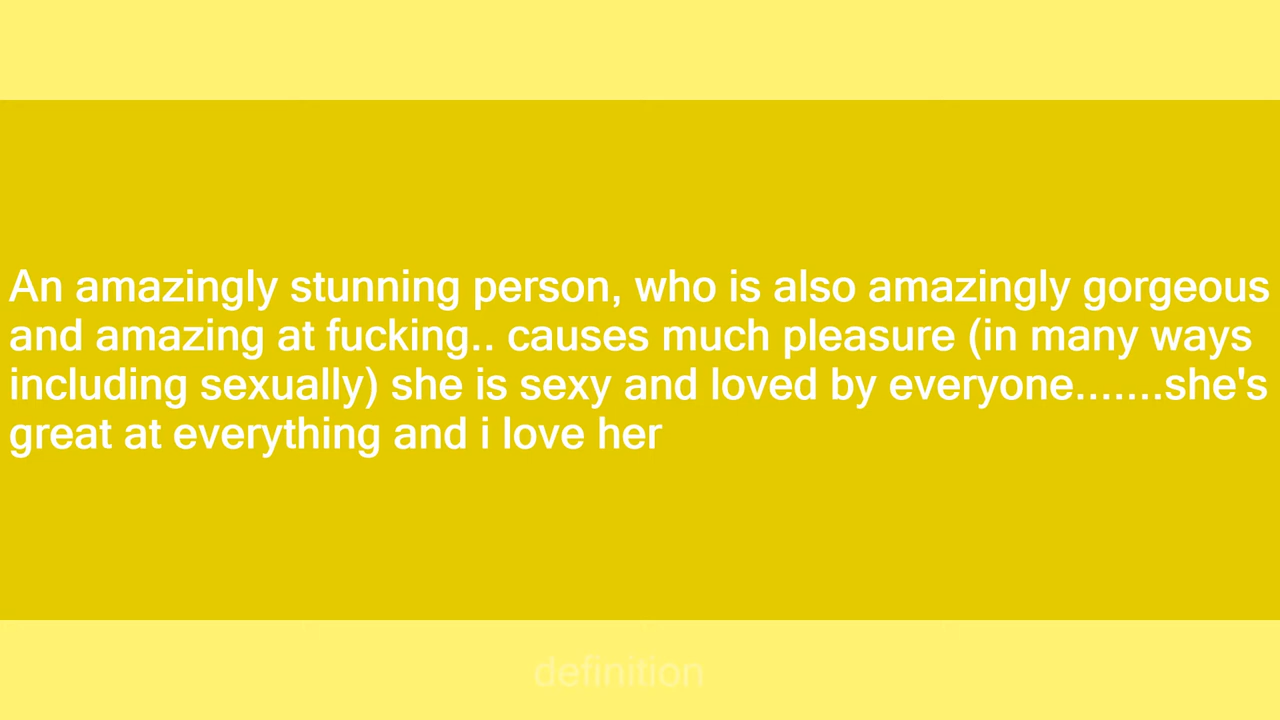 An amazingly stunning person, who is also amazingly gorgeous
and amazing at fucking.. causes much pleasure (in many ways
including sexually) she is sexy and loved by everyone.......she's
great at everything and i love her
definition